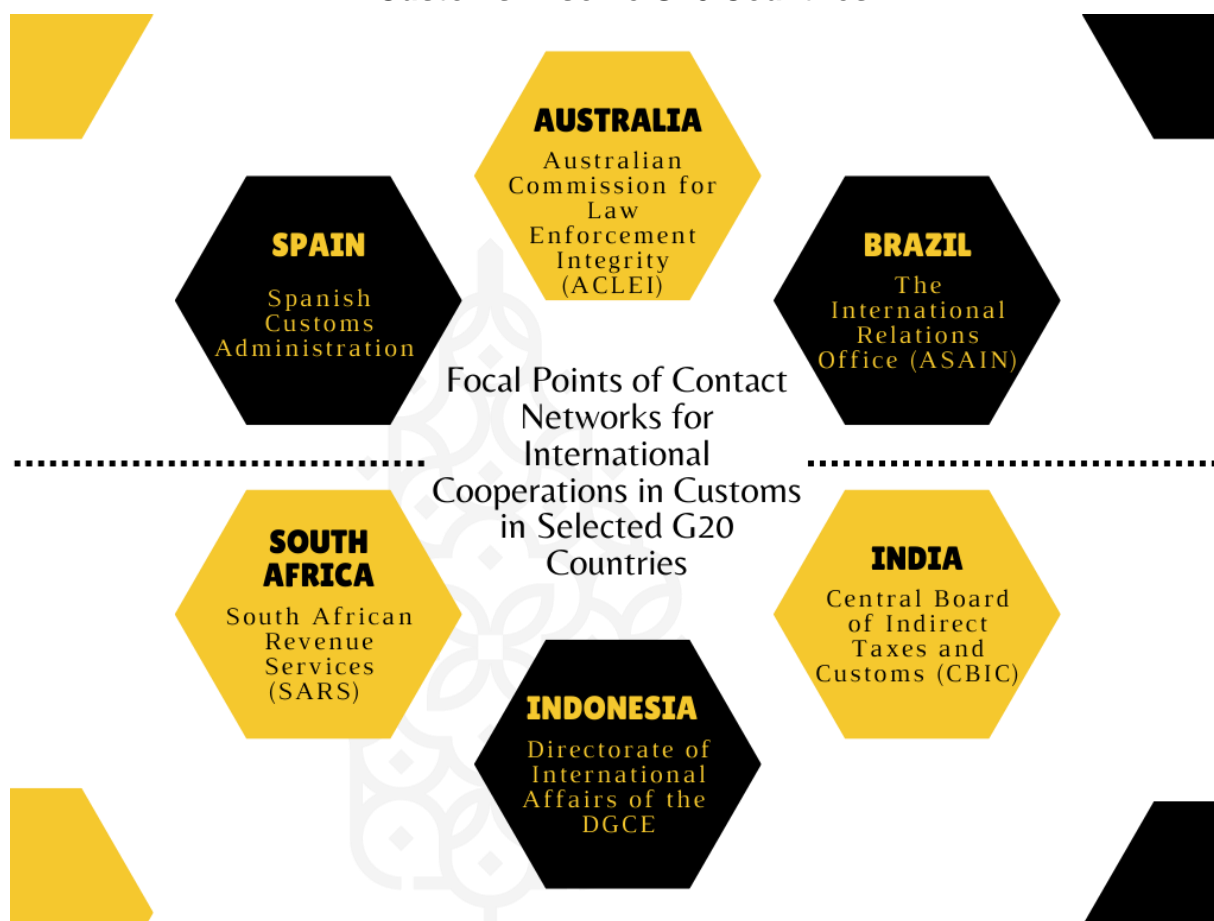 AUSTRALIA
Australian
Commission for
Law
Enforcement
Integrity
(ACLEI)
SPAIN
Spanish
Customs
Administration
BRAZIL
The
International
Relations
Office (ASAIN)
Focal Points of Contact
Networks for
International
Cooperations in Customs
in Selected G20
Countries
SOUTH
AFRICA
South African
Revenue
Services
(SARS)
INDIA
Central Board
of Indirect
Taxes and
Customs (CBIC)
INDONESIA
Directorate of
International
Affairs of the
DGCE